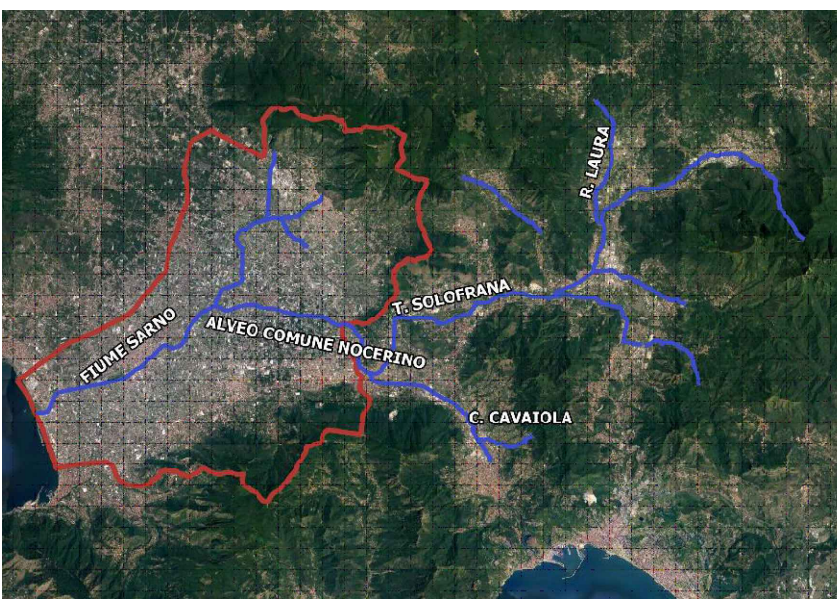 R. LAURA
T. SOLOFRANA
FIUME SARNO
ALVEO COMUNE NOCERINO
C. CAVAIOLA